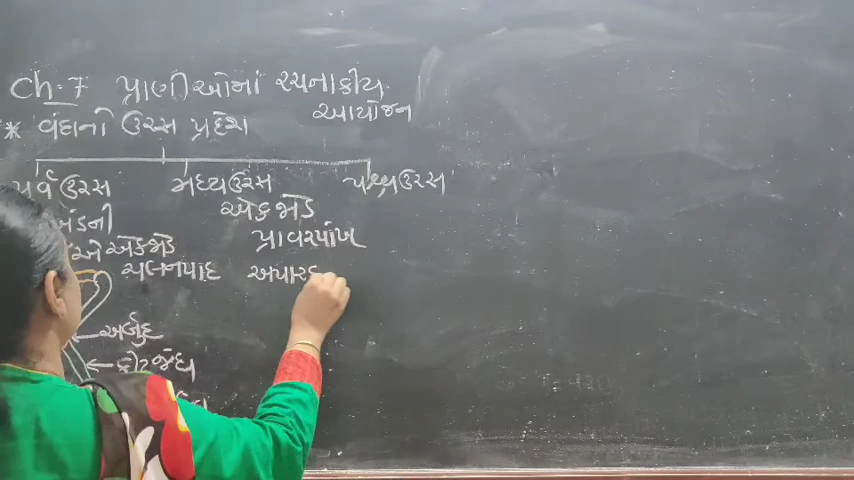 Ch.7 પ્રાણીઓનાં રચનાકીય
આયોજન
* વંદાનો ઉરસ પ્રદેશ
પૂર્વઉરસ મધ્યઉરસ પશ્ચઉરસ
એકજોડ
ખંડની પ્રાવરપાંખ
એકજોડ
ચલનપાદ અપારદ
અર્બુદ